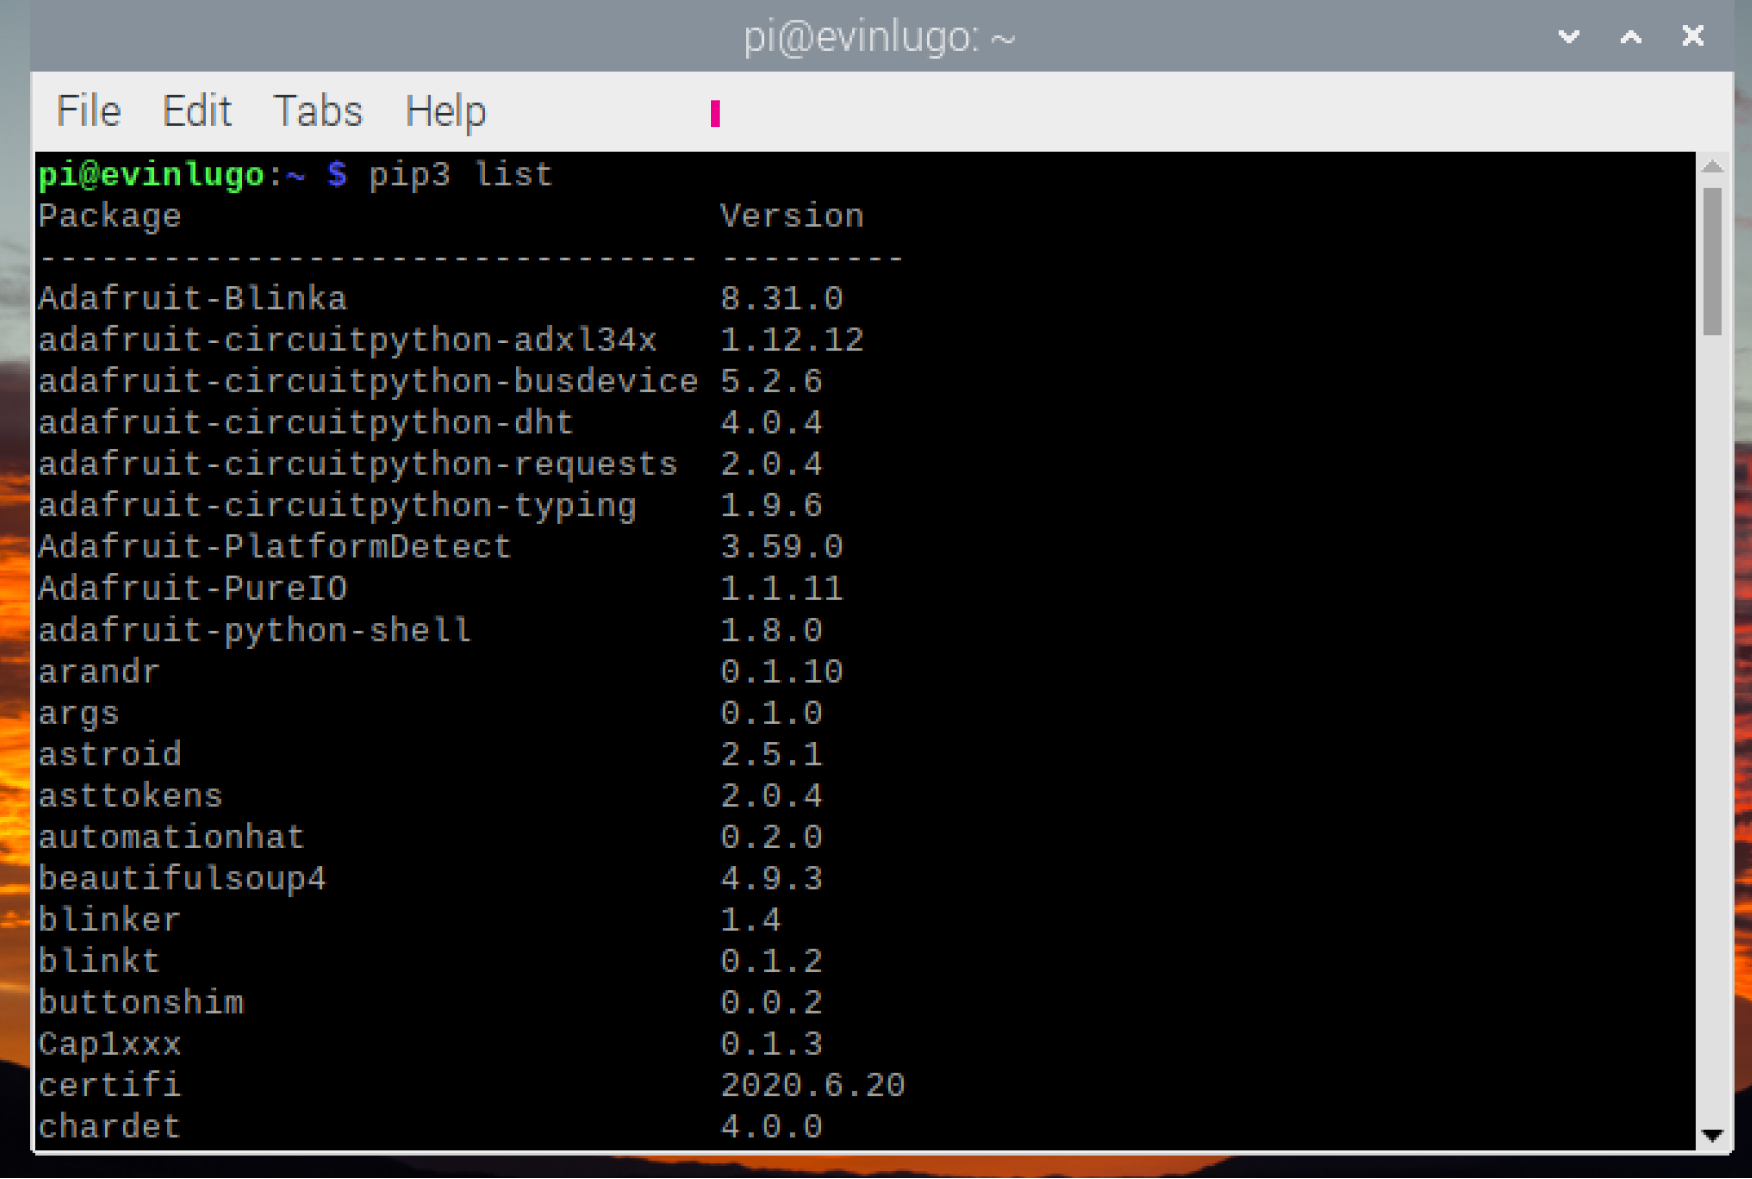 pi@evinlugo: ~
File Edit Tabs Help
pi@evinlugo:~ $ pip3 list
Package Version
-------------------------------- ---------
Adafruit-Blinka 8.31.0
adafruit-circuitpython-adxl34x 1.12.12
adafruit-circuitpython-busdevice 5.2.6
adafruit-circuitpython-dht 4.0.4
adafruit-circuitpython-requests 2.0.4
adafruit-circuitpython-typing 1.9.6
Adafruit-PlatformDetect 3.59.0
Adafruit-PureIO 1.1.11
adafruit-python-shell 1.8.0
arandr 0.1.10
args 0.1.0
astroid 2.5.1
asttokens 2.0.4
automationhat 0.2.0
beautifulsoup4 4.9.3
blinker 1.4
blinkt 0.1.2
buttonshim 0.0.2
Cap1xxx 0.1.3
certifi 2020.6.20
chardet 4.0.0